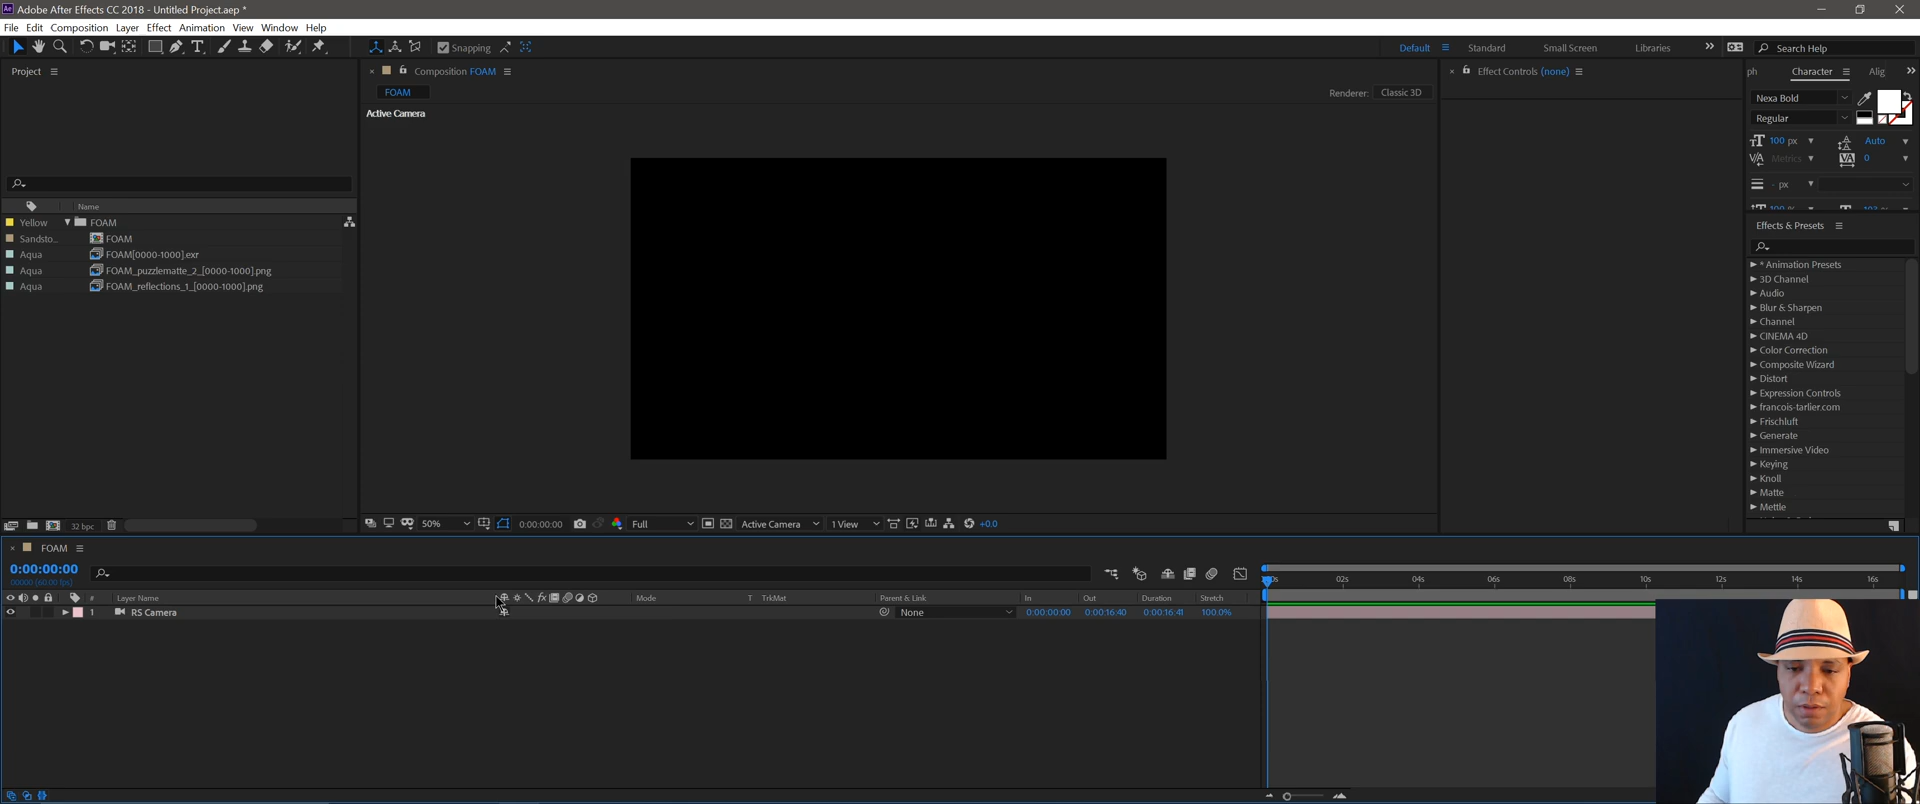 Adobe After Effects CC 2018 - Untitled Project.aep *
File Edit Composition Layer Effect Animation View Window Help
Snapping
Default Standard Small Screen Libraries Search Help
Project
Composition FOAM
Effect Controls (none)
ph Character Alig
FOAM
Renderer: Classic 3D
Active Camera
Nexa Bold
Regular
100 px Auto
Metrics 0
- px
Effects & Presets
Name
Yellow FOAM
Sandsto... FOAM
Aqua FOAM[0000-1000].exr
Aqua FOAM_puzzlematte_2_[0000-1000].png
Aqua FOAM_reflections_1_[0000-1000].png
* Animation Presets
3D Channel
Audio
Blur & Sharpen
Channel
CINEMA 4D
Color Correction
Composite Wizard
Distort
Expression Controls
francois-tarlier.com
Frischluft
Generate
Immersive Video
Keying
Knoll
Matte
Mettle
32 bpc
50% 0:00:00:00 Full Active Camera 1 View +0.0
FOAM
0:00:00:00
00000 (60.00 fps)
02s 04s 06s 08s 10s 12s 14s 16s
# Layer Name Mode T TrkMat Parent & Link In Out Duration Stretch
1 RS Camera None 0:00:00:00 0:00:16:40 0:00:16:41 100.0%